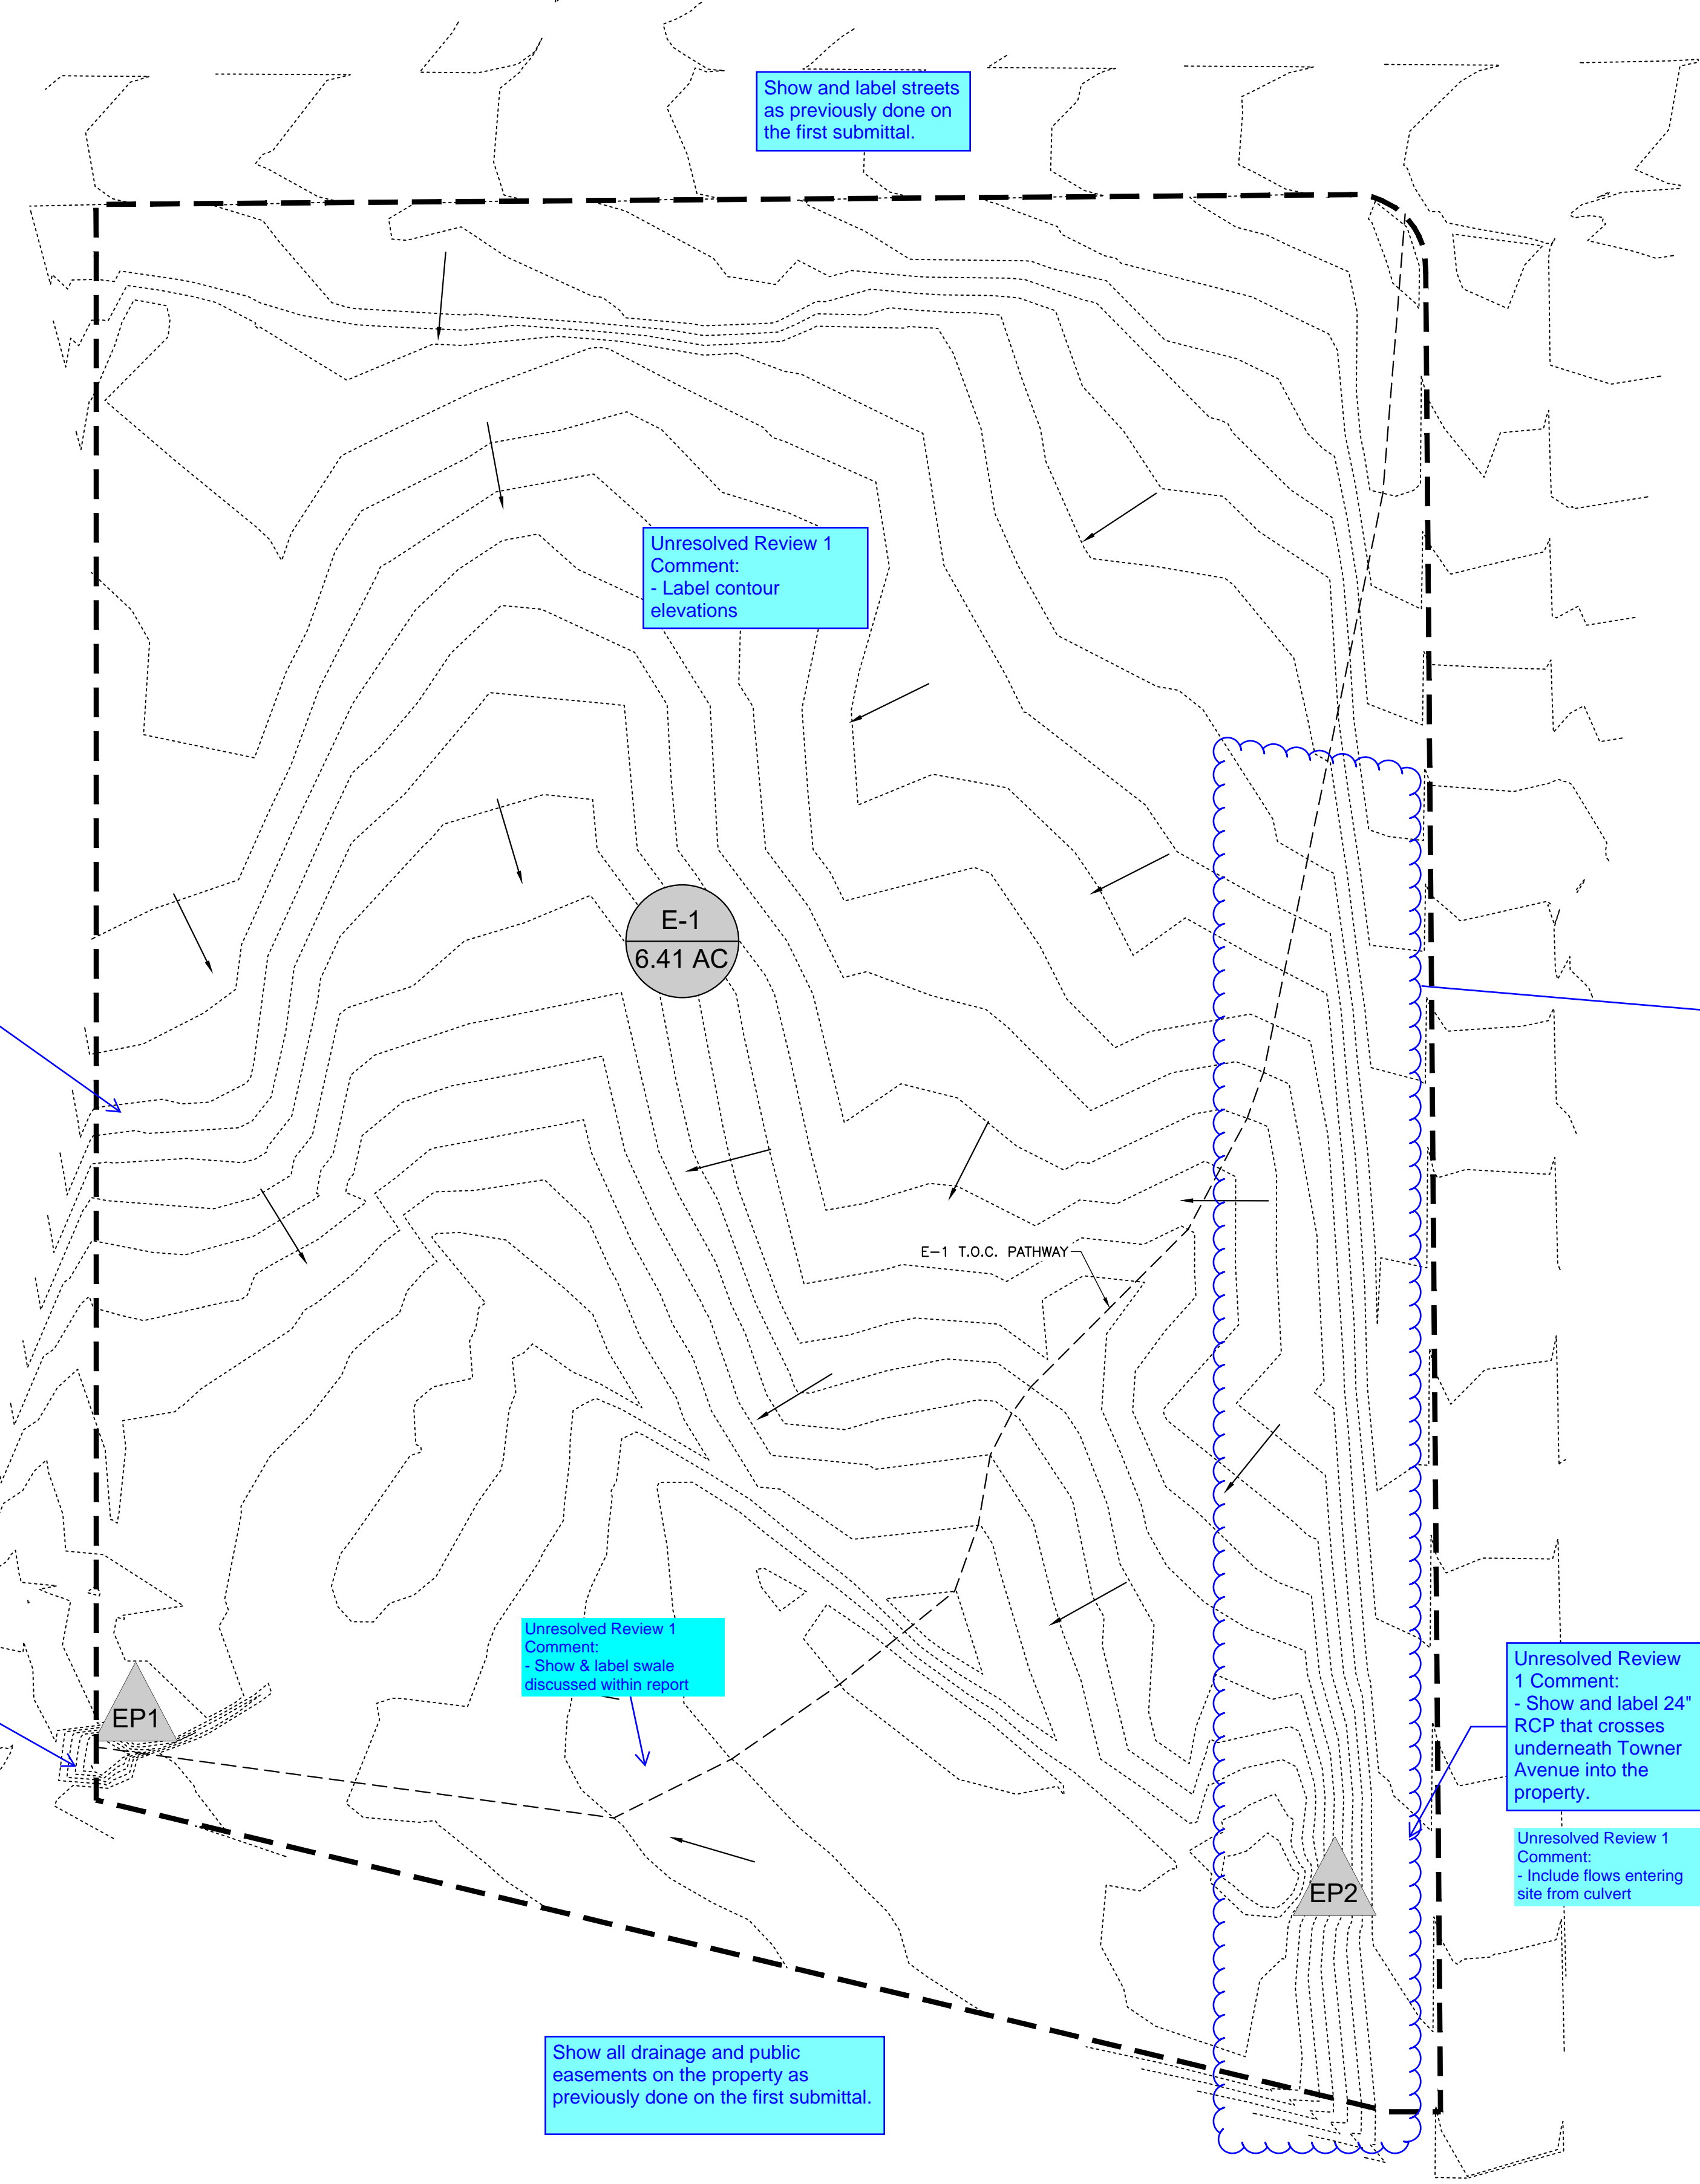 Show and label streets
as previously done on
the first submittal.
Unresolved Review 1
Comment:
- Label contour
elevations
E-1
6.41 AC
E-1 T.O.C. PATHWAY
Unresolved Review 1
Comment:
- Show & label swale
discussed within report
EP1
Unresolved Review
1 Comment:
- Show and label 24"
RCP that crosses
underneath Towner
Avenue into the
property.
Unresolved Review 1
Comment:
- Include flows entering
site from culvert
EP2
Show all drainage and public
easements on the property as
previously done on the first submittal.